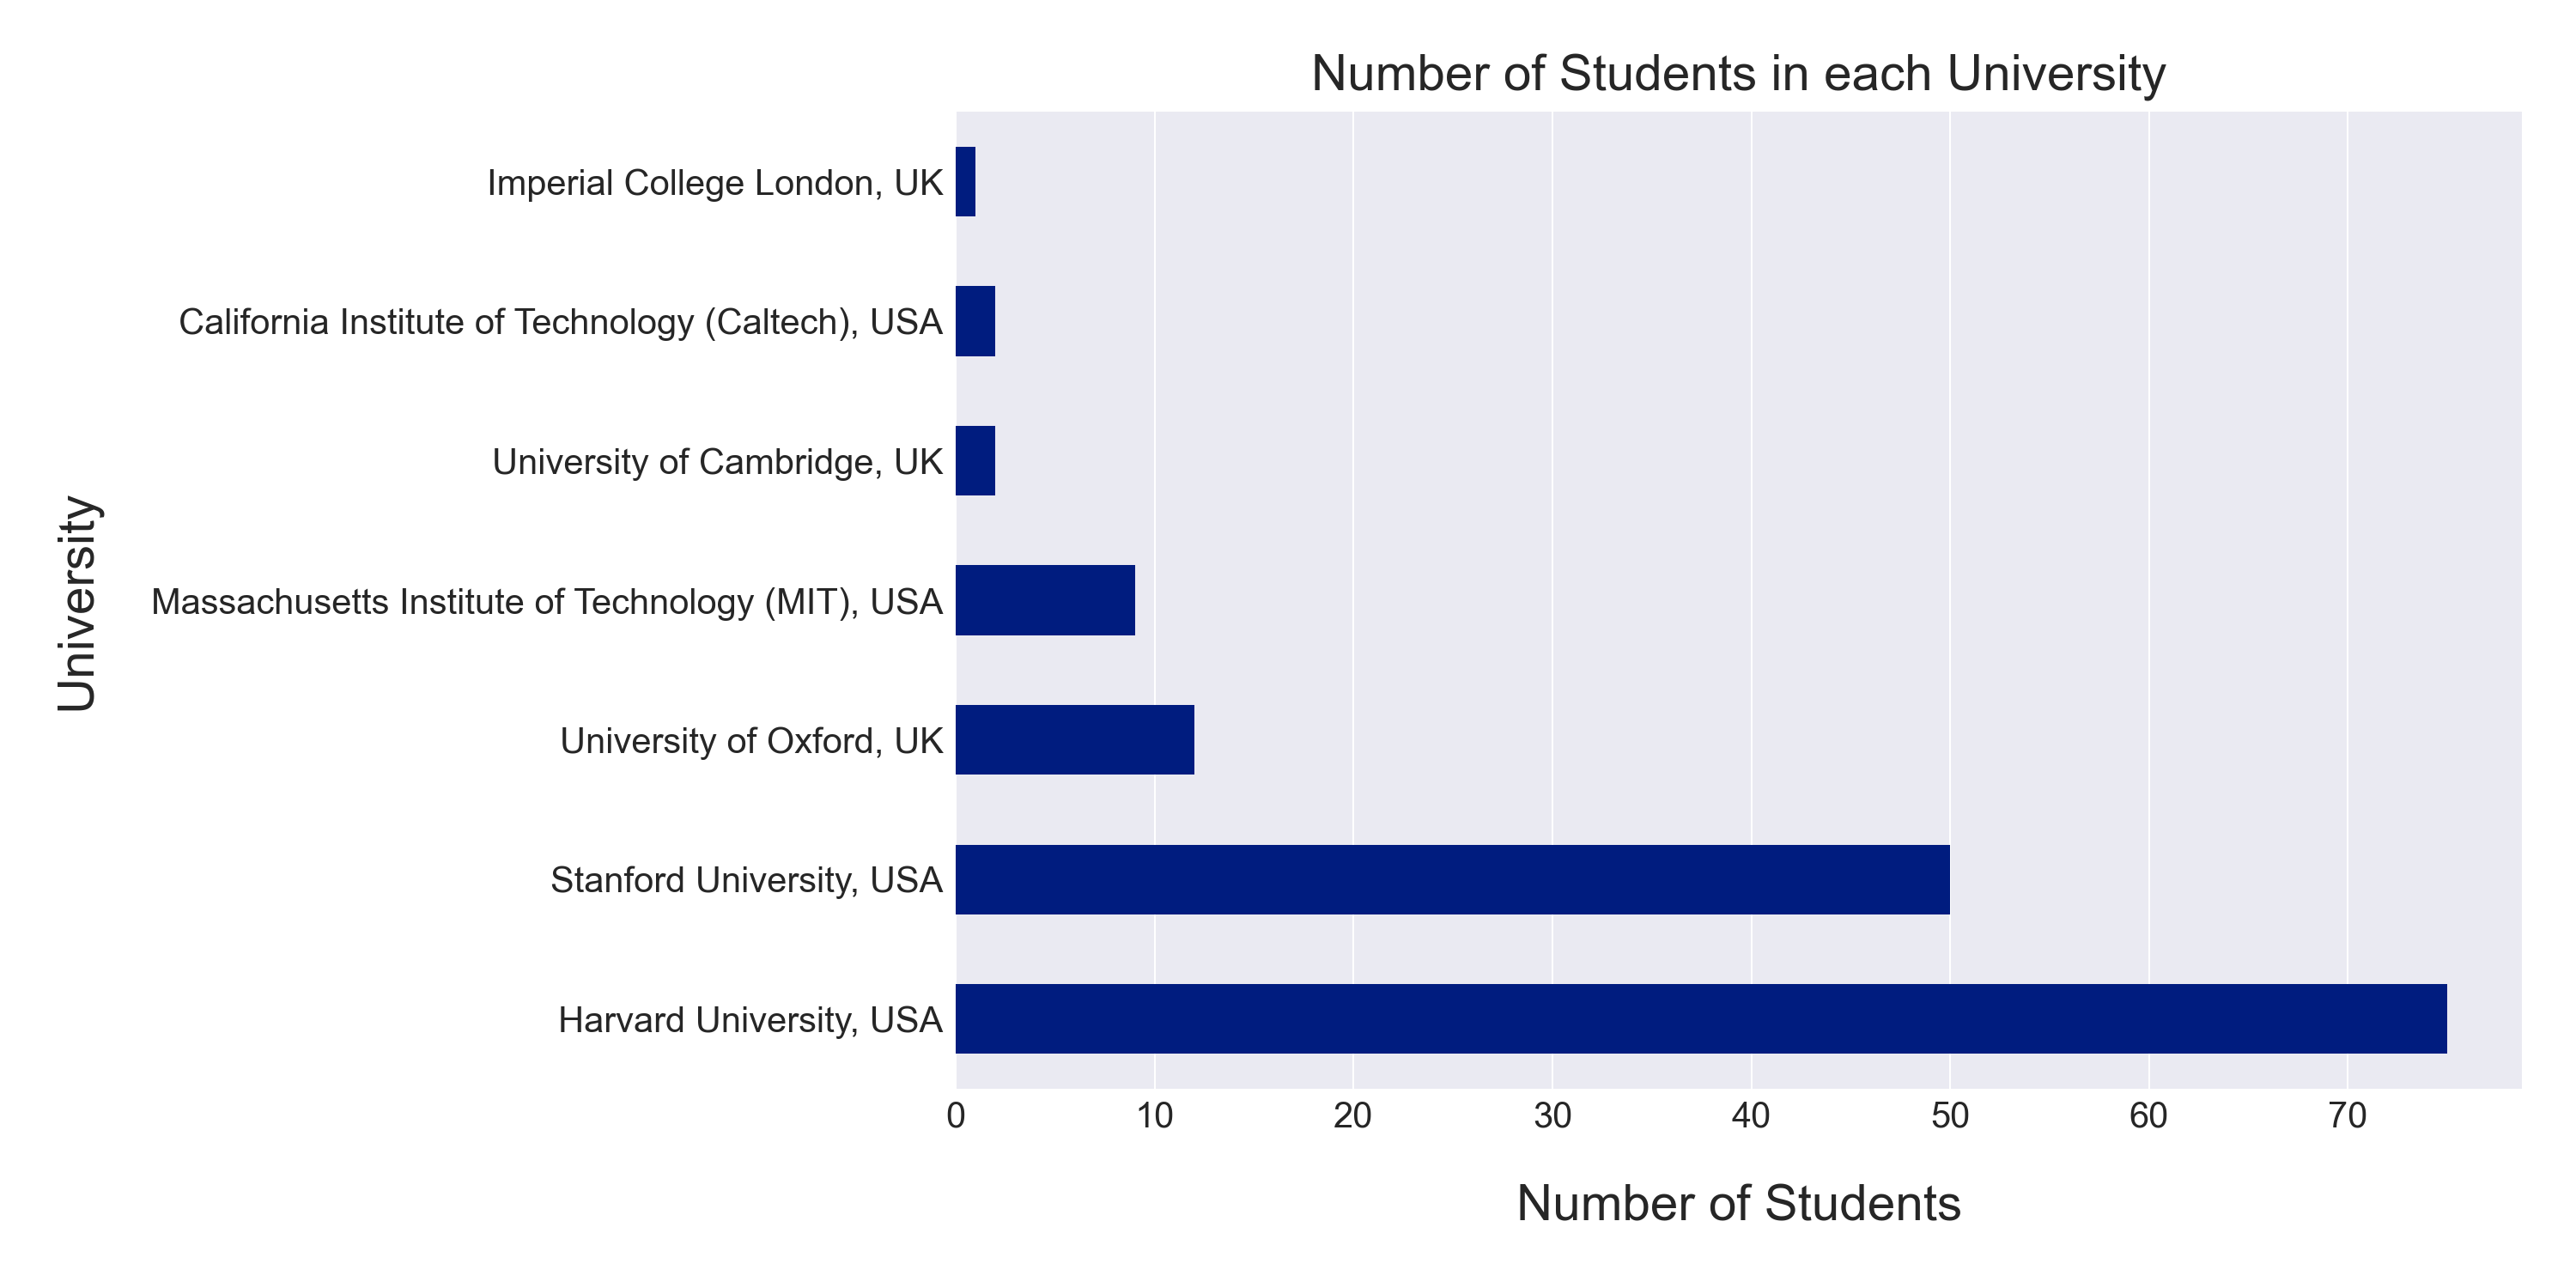 Number of Students in each University
Imperial College London, UK
California Institute of Technology (Caltech), USA
University of Cambridge, UK
Massachusetts Institute of Technology (MIT), USA
University of Oxford, UK
Stanford University, USA
Harvard University, USA
University
0 10 20 30 40 50 60 70
Number of Students